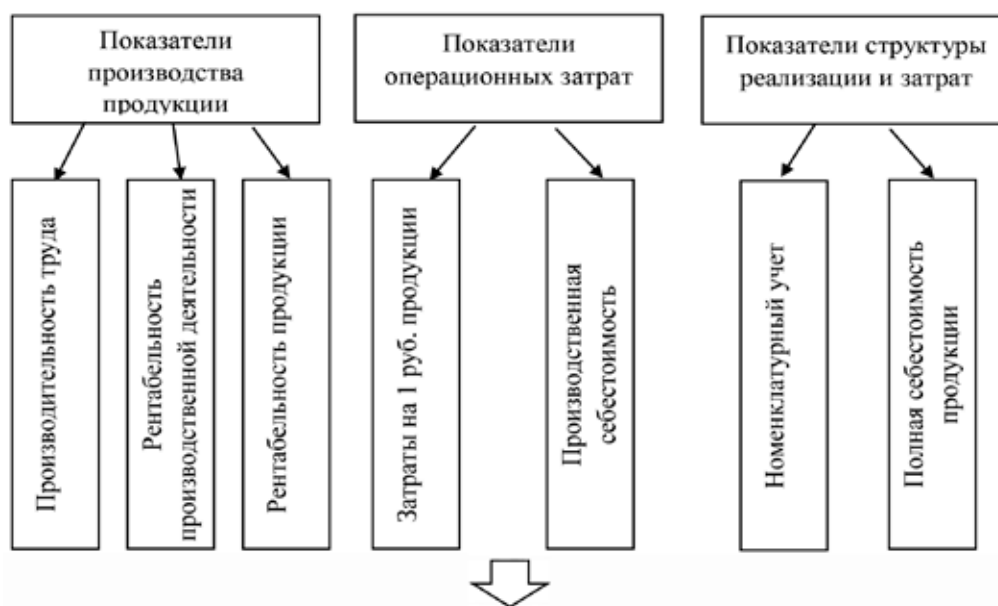 Показатели
производства
продукции
Показатели
операционных затрат
Показатели структуры
реализации и затрат
Производительность труда
Рентабельность
производственной деятельности
Рентабельность продукции
Затраты на 1 руб. продукции
Производственная
себестоимость
Номенклатурный учет
Полная себестоимость
продукции